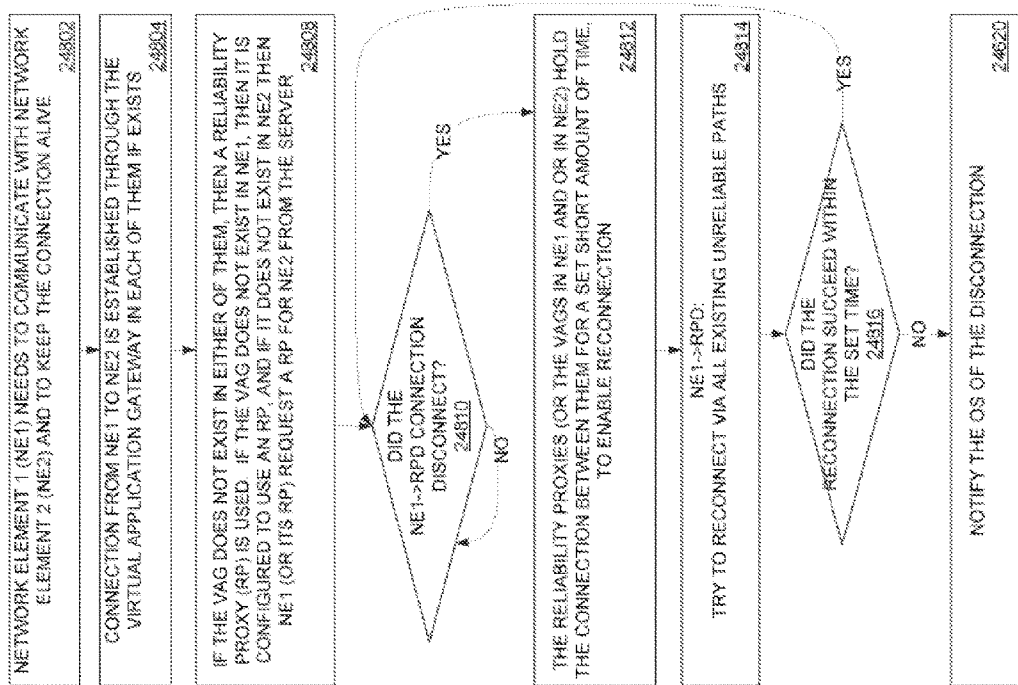 NETWORK ELEMENT 1 (NE1) NEEDS TO COMMUNICATE WITH NETWORK
ELEMENT 2 (NE2) AND TO KEEP THE CONNECTION ALIVE
24802
CONNECTION FROM NE1 TO NE2 IS ESTABLISHED THROUGH THE
VIRTUAL APPLICATION GATEWAY IN EACH OF THEM IF EXISTS
24804
IF THE VAG DOES NOT EXIST IN EITHER OF THEM, THEN A RELIABILITY
PROXY (RP) IS USED. IF THE VAG DOES NOT EXIST IN NE1, THEN IT IS
CONFIGURED TO USE AN RP, AND IF IT DOES NOT EXIST IN NE2 THEN
NE1 (OR ITS RP) REQUEST A RP FOR NE2 FROM THE SERVER
24808
DID THE
NE1->RPD CONNECTION
DISCONNECT?
24810
YES
NO
THE RELIABILITY PROXIES (OR THE VAGS IN NE1 AND OR IN NE2) HOLD
THE CONNECTION BETWEEN THEM FOR A SET SHORT AMOUNT OF TIME,
TO ENABLE RECONNECTION
24812
NE1->RPD:
TRY TO RECONNECT VIA ALL EXISTING UNRELIABLE PATHS
24814
DID THE
RECONNECTION SUCCEED WITHIN
THE SET TIME?
24816
YES
NO
NOTIFY THE OS OF THE DISCONNECTION
24620